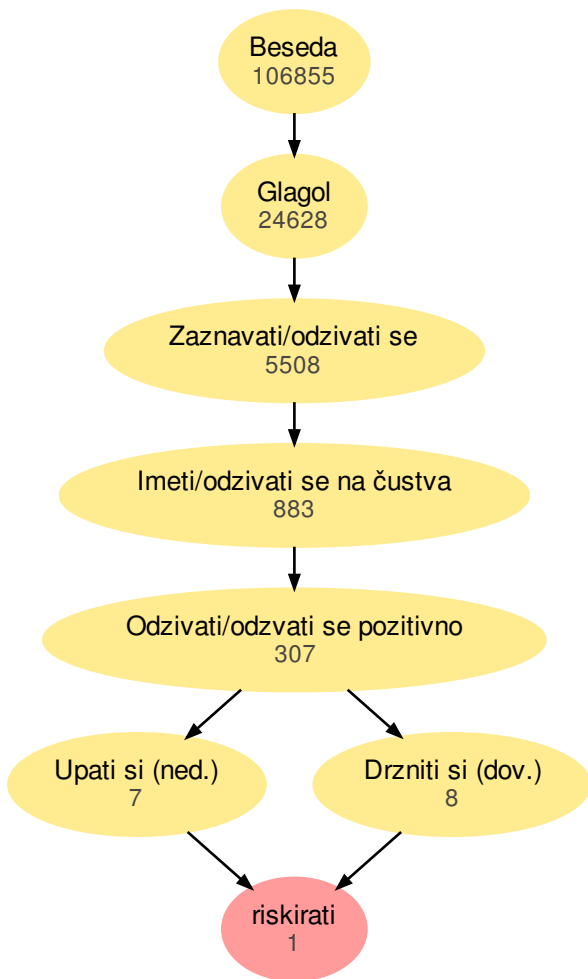 Beseda
106855
Glagol
24628
Zaznavati/odzivati se
5508
Imeti/odzivati se na čustva
883
Odzivati/odzvati se pozitivno
307
Upati si (ned.)
7
Drzniti si (dov.)
8
riskirati
1